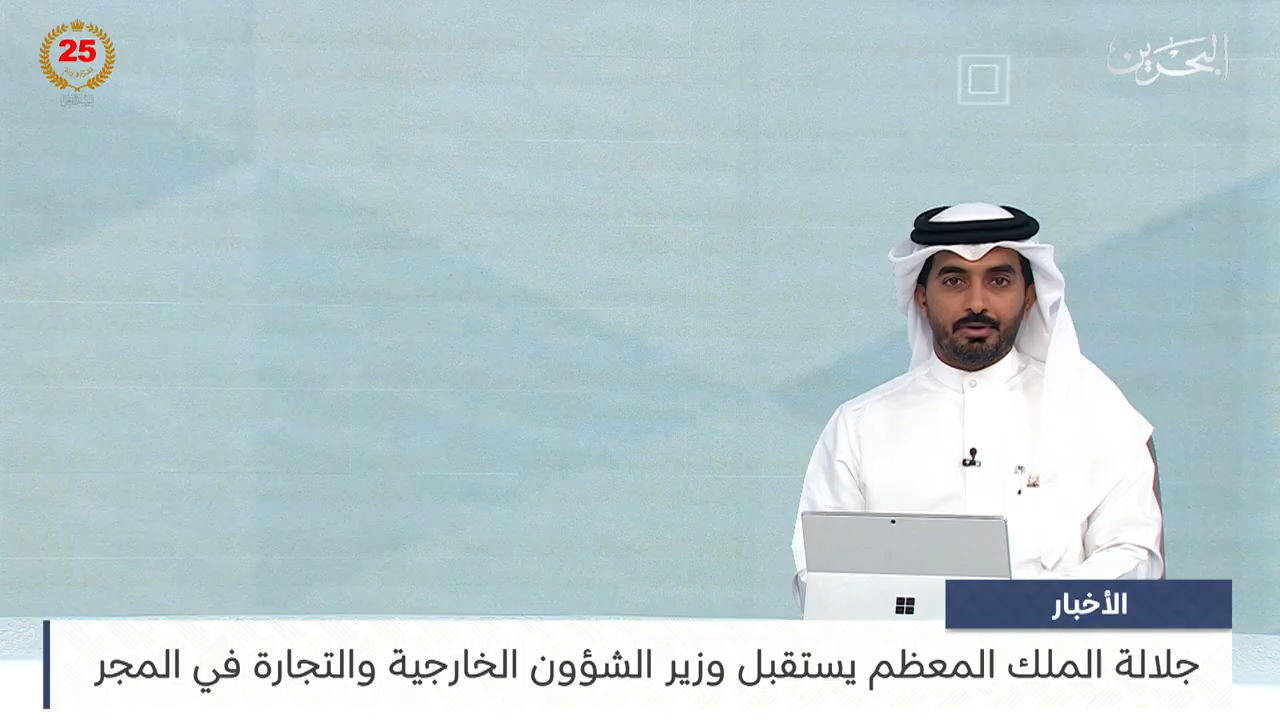 25
البحرين
الأخبار
جلالة الملك المعظم يستقبل وزير الشؤون الخارجية والتجارة في المجر